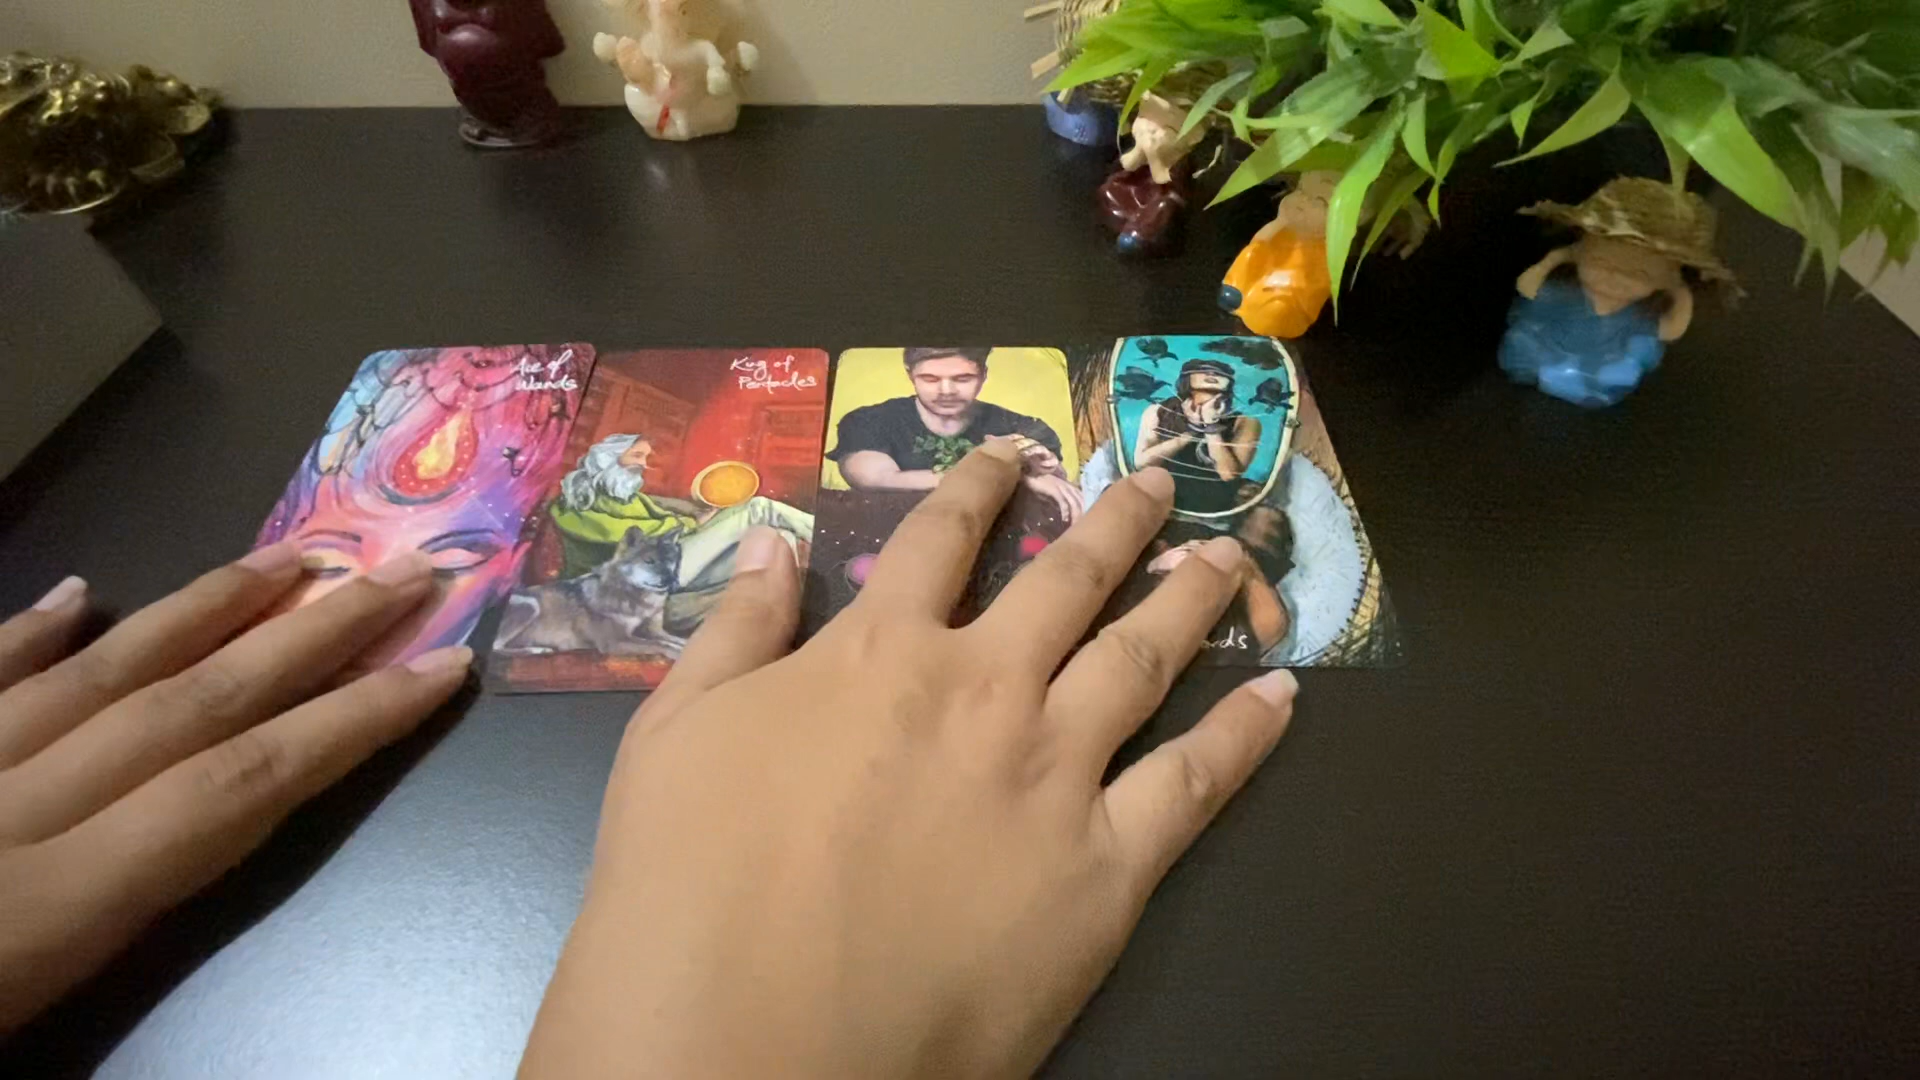 Ace of
Wands
King of
Pentacles